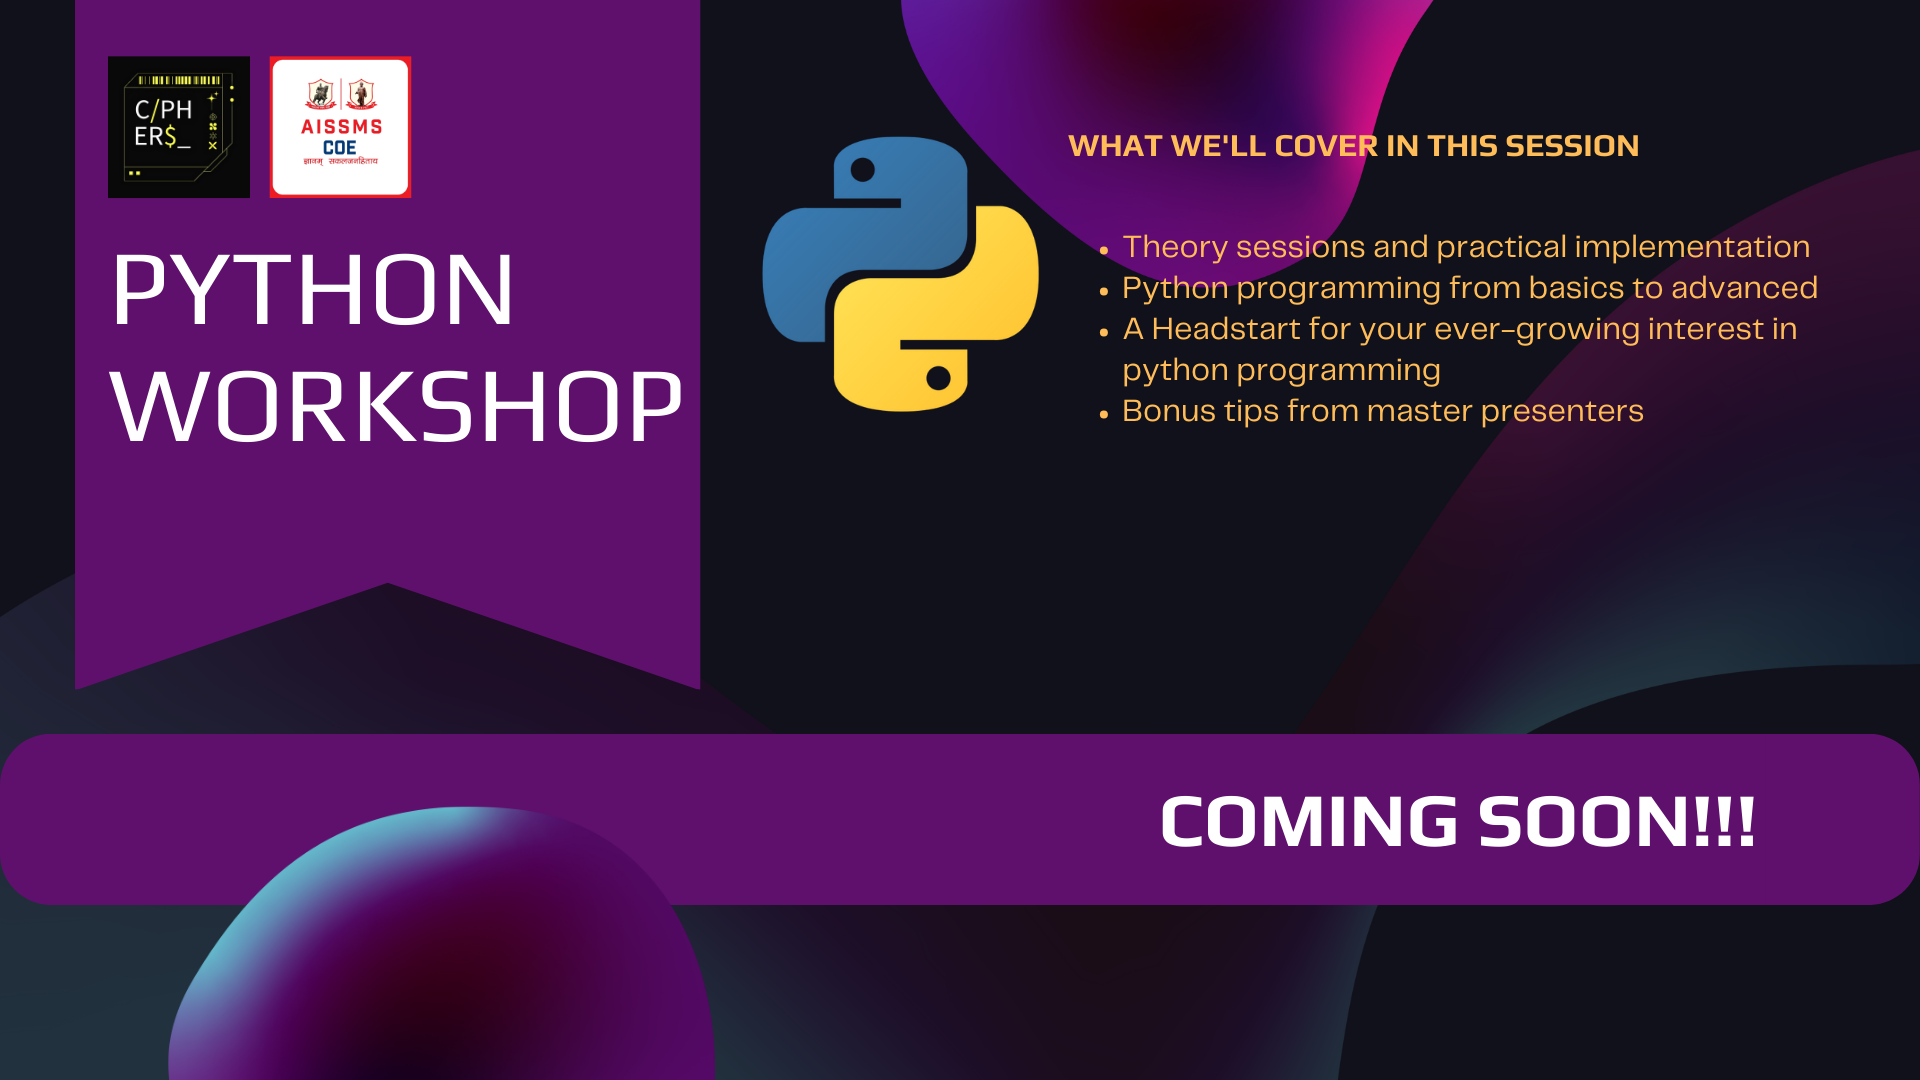 C/PH
ER$_
AISSMS
COE
ज्ञानम् सकलजनहिताय
PYTHON
WORKSHOP
WHAT WE'LL COVER IN THIS SESSION
Theory sessions and practical implementation
Python programming from basics to advanced
A Headstart for your ever-growing interest in
python programming
Bonus tips from master presenters
COMING SOON!!!